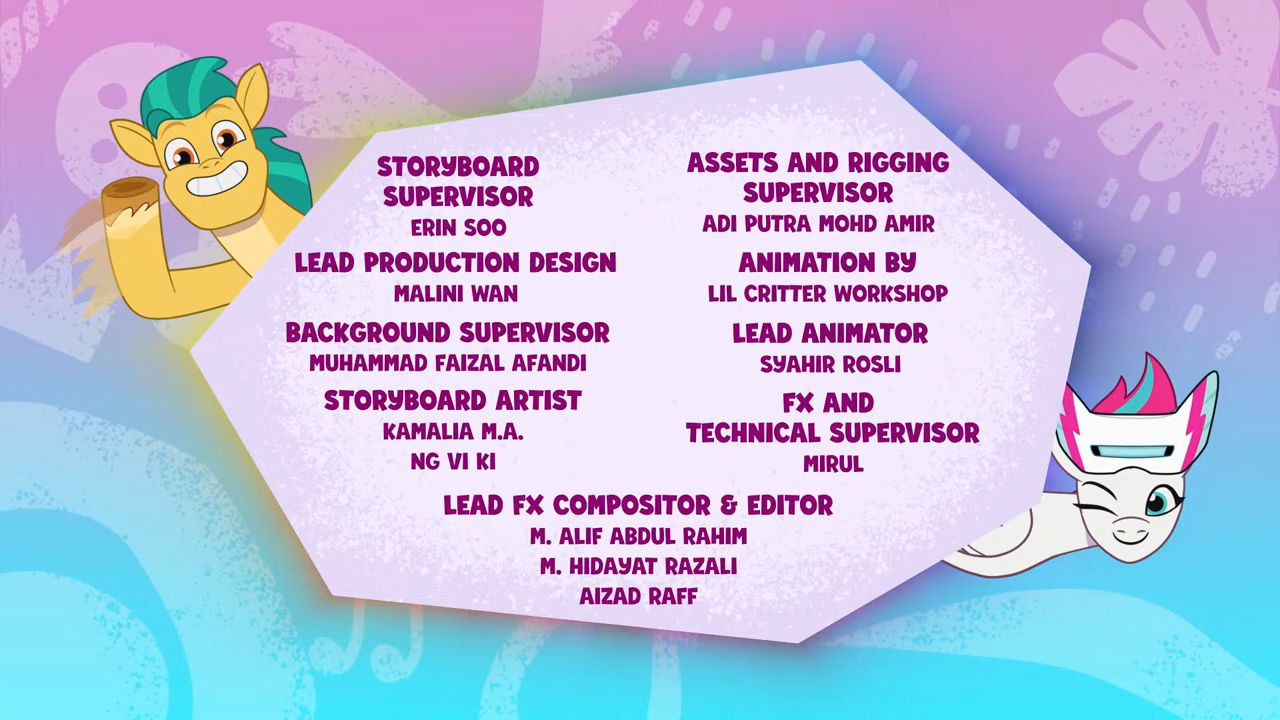 STORYBOARD
SUPERVISOR
ERIN SOO
LEAD PRODUCTION DESIGN
MALINI WAN
BACKGROUND SUPERVISOR
MUHAMMAD FAIZAL AFANDI
STORYBOARD ARTIST
KAMALIA M.A.
NG VI KI
ASSETS AND RIGGING
SUPERVISOR
ADI PUTRA MOHD AMIR
ANIMATION BY
LIL CRITTER WORKSHOP
LEAD ANIMATOR
SYAHIR ROSLI
FX AND
TECHNICAL SUPERVISOR
MIRUL
LEAD FX COMPOSITOR & EDITOR
M. ALIF ABDUL RAHIM
M. HIDAYAT RAZALI
AIZAD RAFF